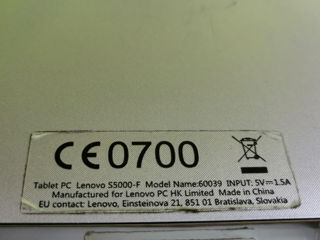 CE0700
Tablet PC Lenovo S5000-F Model Name:60039 INPUT: 5V⎓1.5A
Manufactured for Lenovo PC HK Limited Made in China
EU contact: Lenovo, Einsteinova 21, 851 01 Bratislava, Slovakia